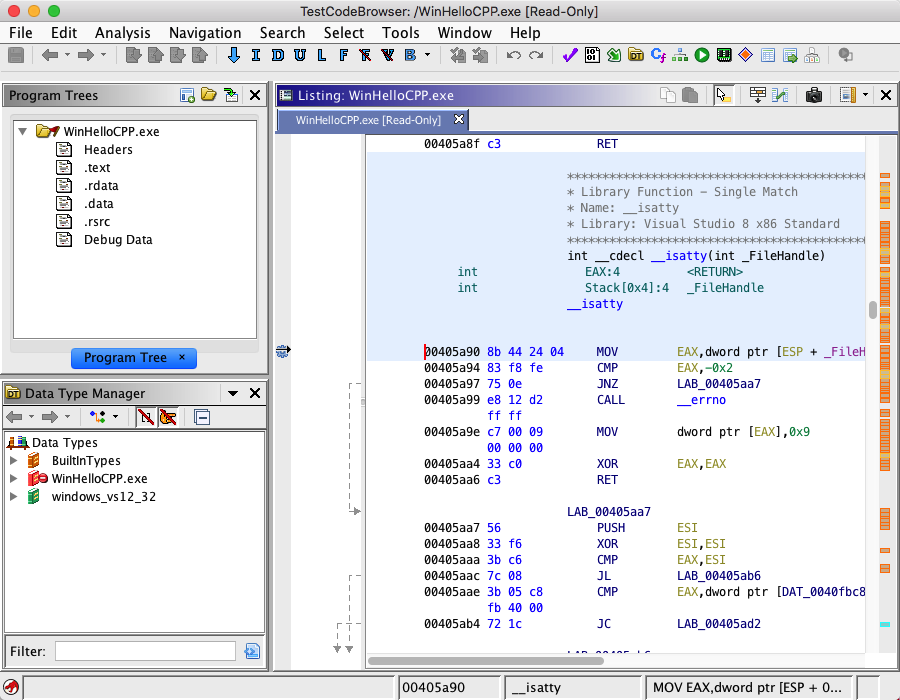 TestCodeBrowser: /WinHelloCPP.exe [Read-Only]
File Edit Analysis Navigation Search Select Tools Window Help
I D U L F B
Program Trees
WinHelloCPP.exe
Headers
.text
.rdata
.data
.rsrc
Debug Data
Program Tree ×
Data Type Manager
Data Types
BuiltInTypes
WinHelloCPP.exe
windows_vs12_32
Filter:
Listing: WinHelloCPP.exe
WinHelloCPP.exe [Read-Only]
00405a8f c3 RET
* Library Function - Single Match
* Name: __isatty
* Library: Visual Studio 8 x86 Standard
int __cdecl __isatty(int _FileHandle)
int EAX:4 <RETURN>
int Stack[0x4]:4 _FileHandle
__isatty
00405a90 8b 44 24 04 MOV EAX,dword ptr [ESP + _FileH
00405a94 83 f8 fe CMP EAX,-0x2
00405a97 75 0e JNZ LAB_00405aa7
00405a99 e8 12 d2 CALL __errno
ff ff
00405a9e c7 00 09 MOV dword ptr [EAX],0x9
00 00 00
00405aa4 33 c0 XOR EAX,EAX
00405aa6 c3 RET
LAB_00405aa7
00405aa7 56 PUSH ESI
00405aa8 33 f6 XOR ESI,ESI
00405aaa 3b c6 CMP EAX,ESI
00405aac 7c 08 JL LAB_00405ab6
00405aae 3b 05 c8 CMP EAX,dword ptr [DAT_0040fbc8
fb 40 00
00405ab4 72 1c JC LAB_00405ad2
00405a90 __isatty MOV EAX,dword ptr [ESP + 0...